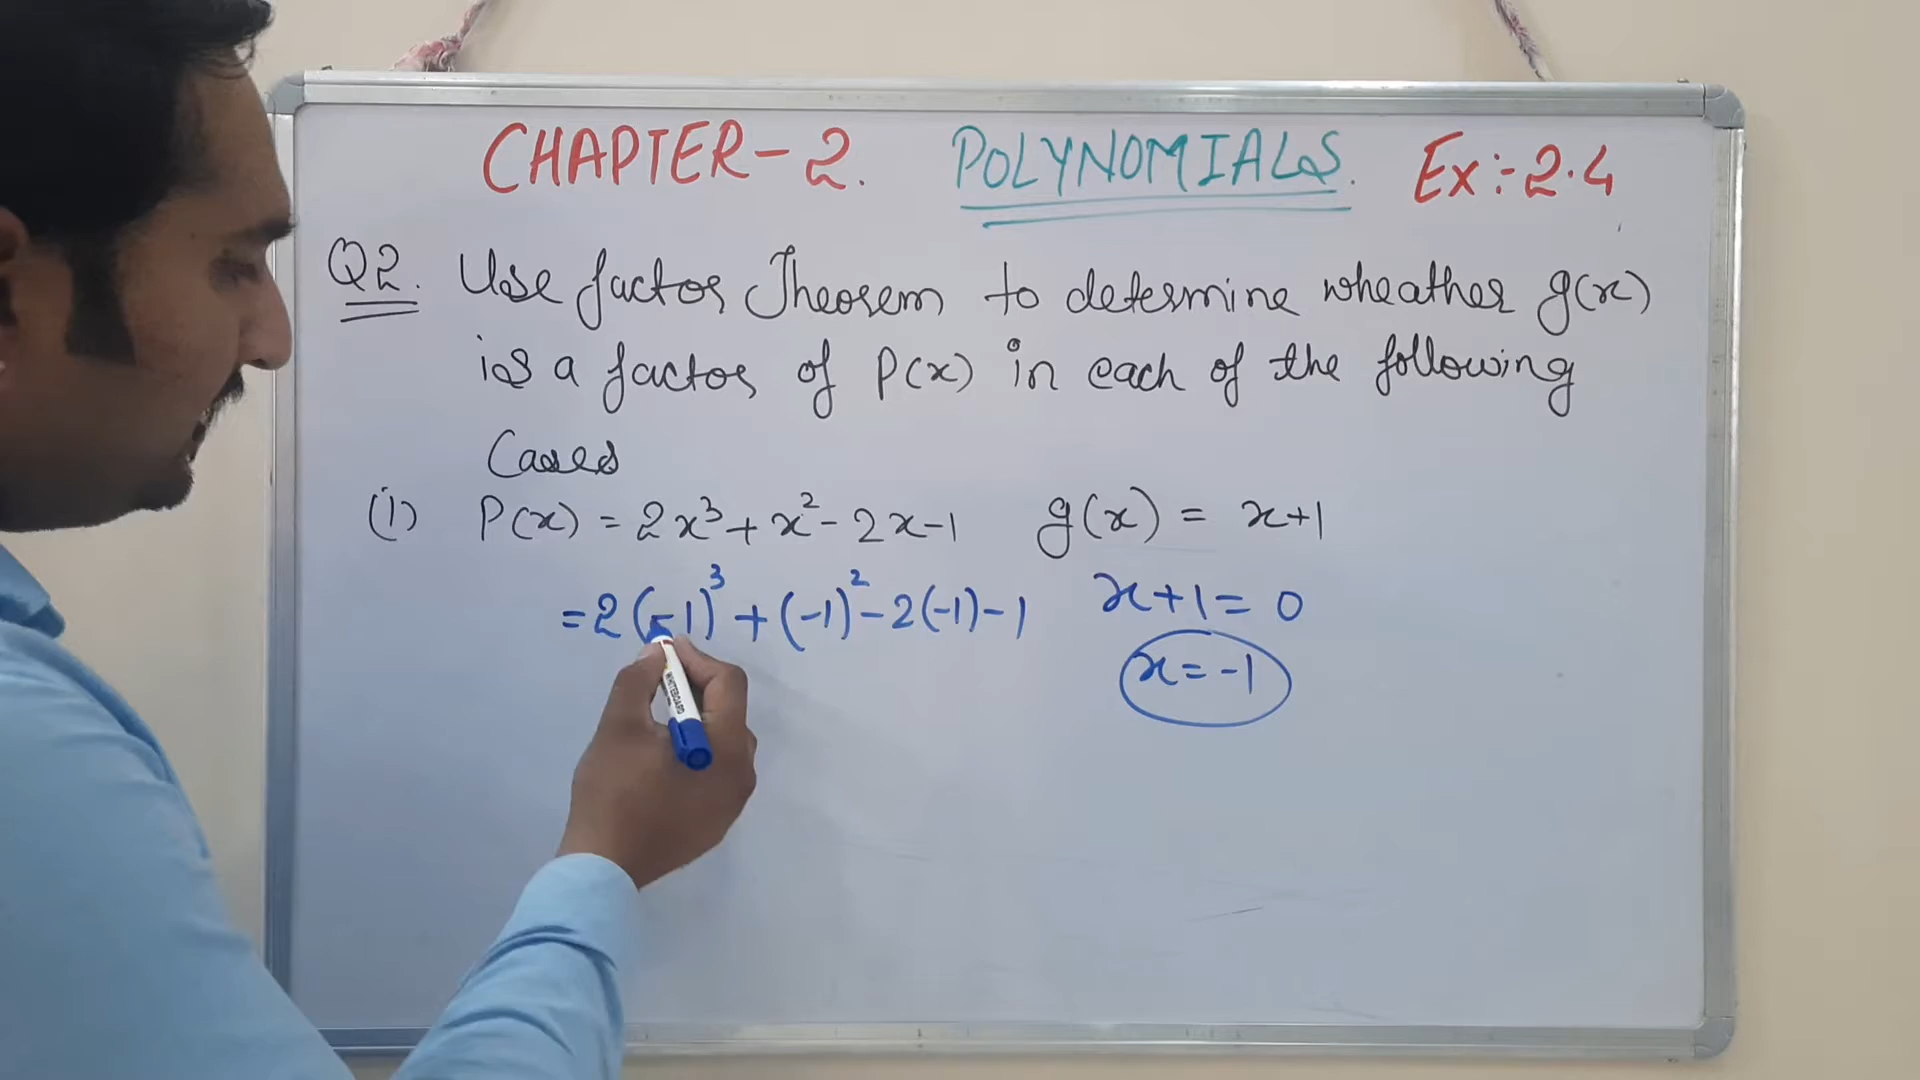 CHAPTER-2. POLYNOMIALS. Ex:-2.4
Q2. Use factor Theorem to determine wheather g(x)
is a factor of P(x) in each of the following
Cases
(i) P(x) = 2x³+x²-2x-1 g(x) = x+1
=2(-1)³+(-1)²-2(-1)-1 x+1=0
x=-1
WHITEBOARD